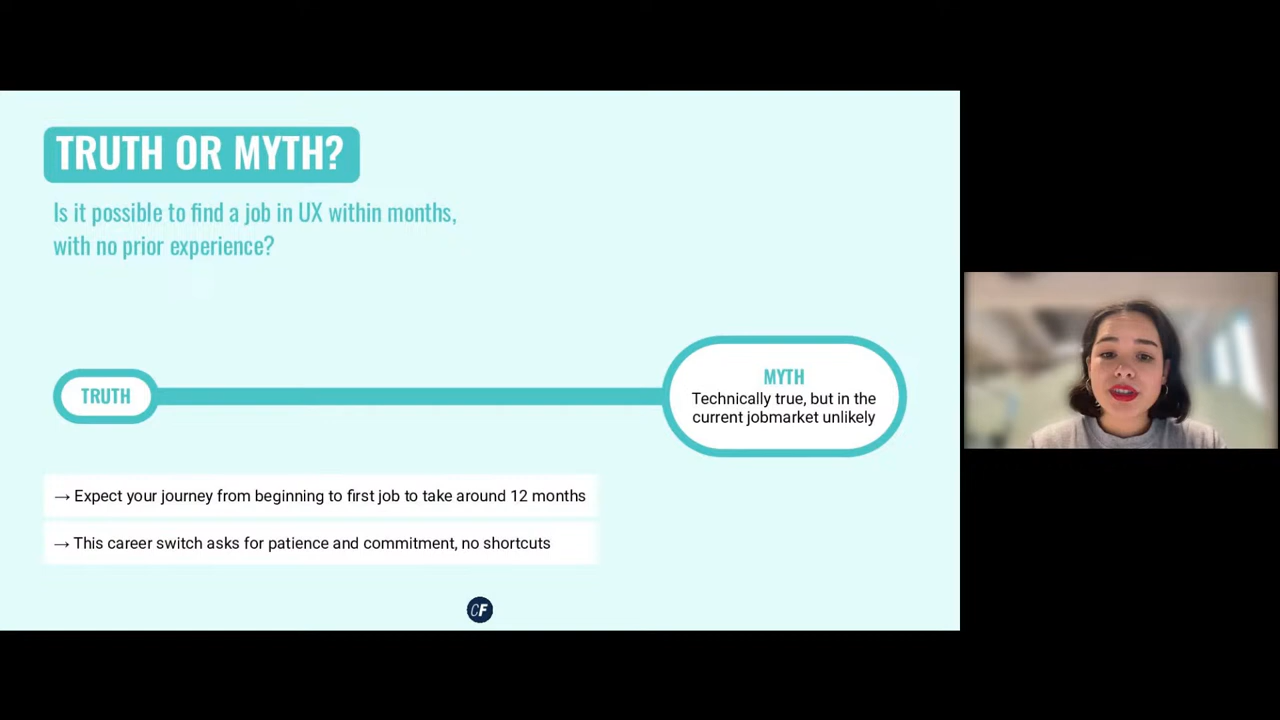 TRUTH OR MYTH?
Is it possible to find a job in UX within months,
with no prior experience?
TRUTH
MYTH
Technically true, but in the
current jobmarket unlikely
→ Expect your journey from beginning to first job to take around 12 months
→ This career switch asks for patience and commitment, no shortcuts
CF